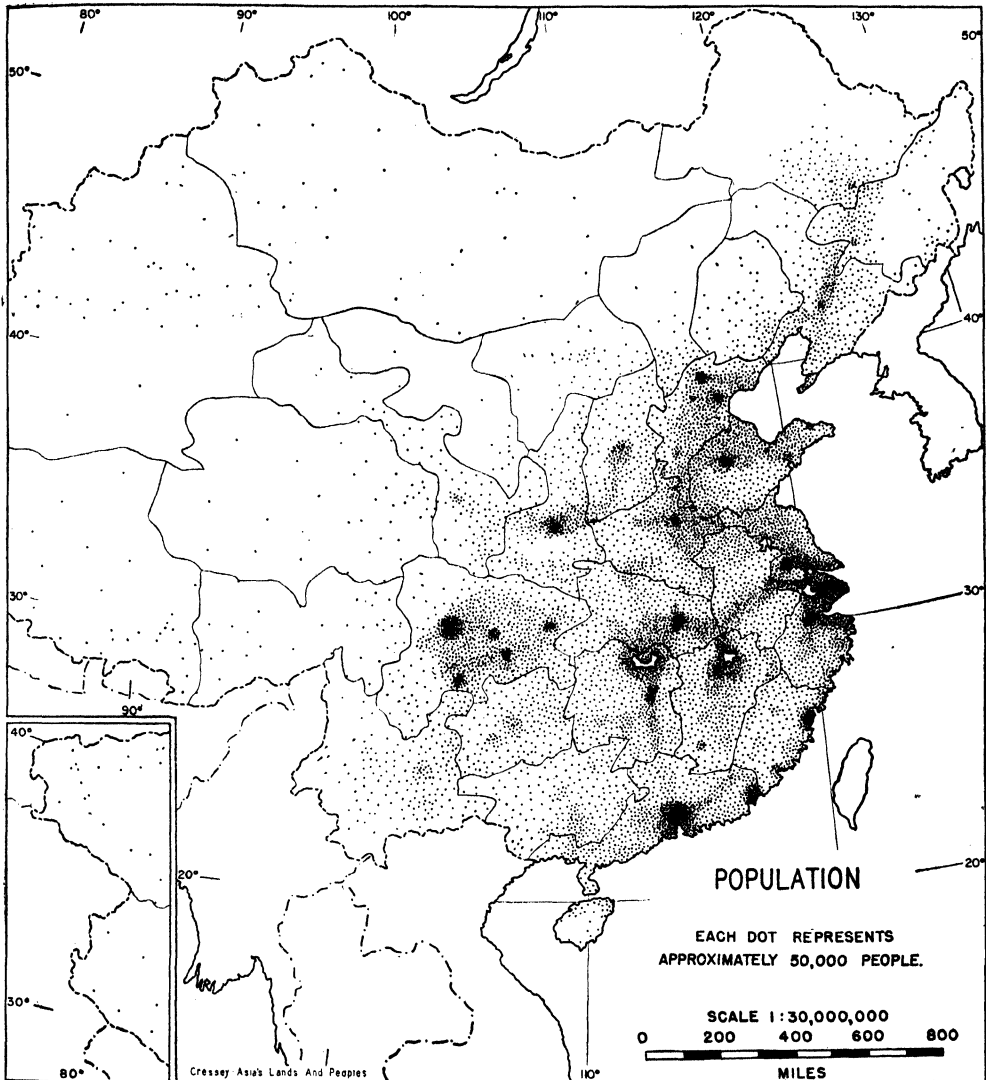 80°
90°
100°
110°
120°
130°
50°
50°
40°
40°
30°
30°
90°
40°
20°
20°
POPULATION
EACH DOT REPRESENTS
APPROXIMATELY 50,000 PEOPLE.
SCALE 1:30,000,000
0 200 400 600 800
MILES
30°
80°
Cressey Asia's Lands And Peoples
110°